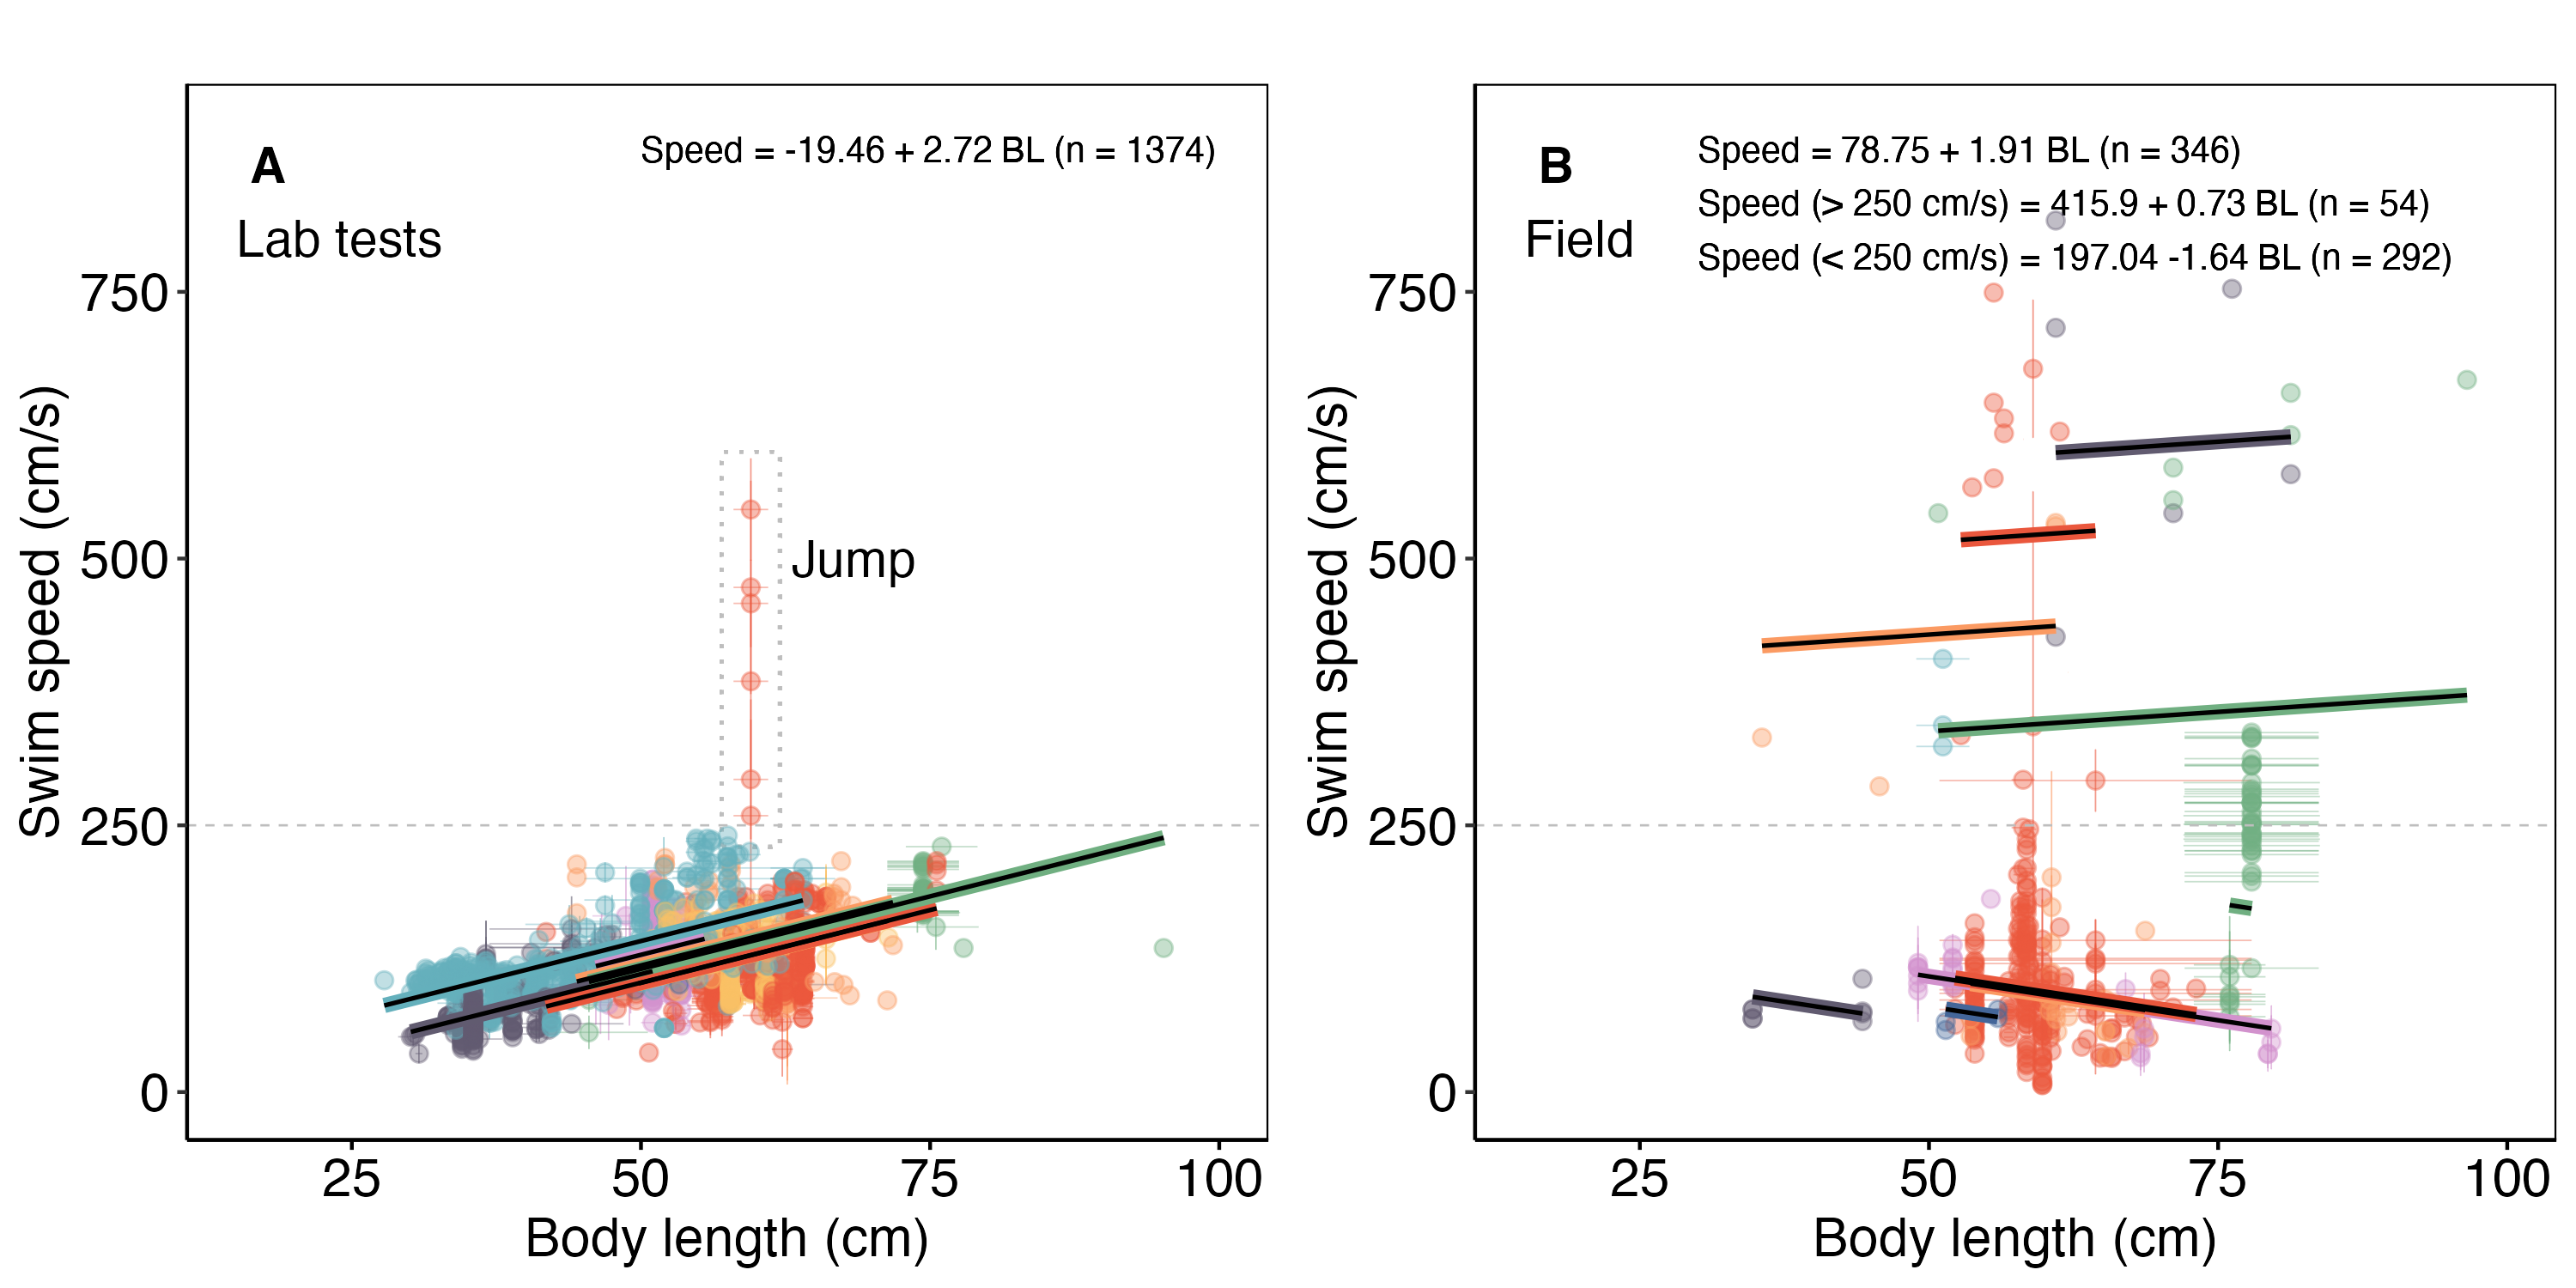 A
Speed = -19.46 + 2.72 BL (n = 1374)
Lab tests
Jump
Swim speed (cm/s)
750
500
250
0
25 50 75 100
Body length (cm)
B
Speed = 78.75 + 1.91 BL (n = 346)
Speed (> 250 cm/s) = 415.9 + 0.73 BL (n = 54)
Field
Speed (< 250 cm/s) = 197.04 -1.64 BL (n = 292)
Swim speed (cm/s)
750
500
250
0
25 50 75 100
Body length (cm)